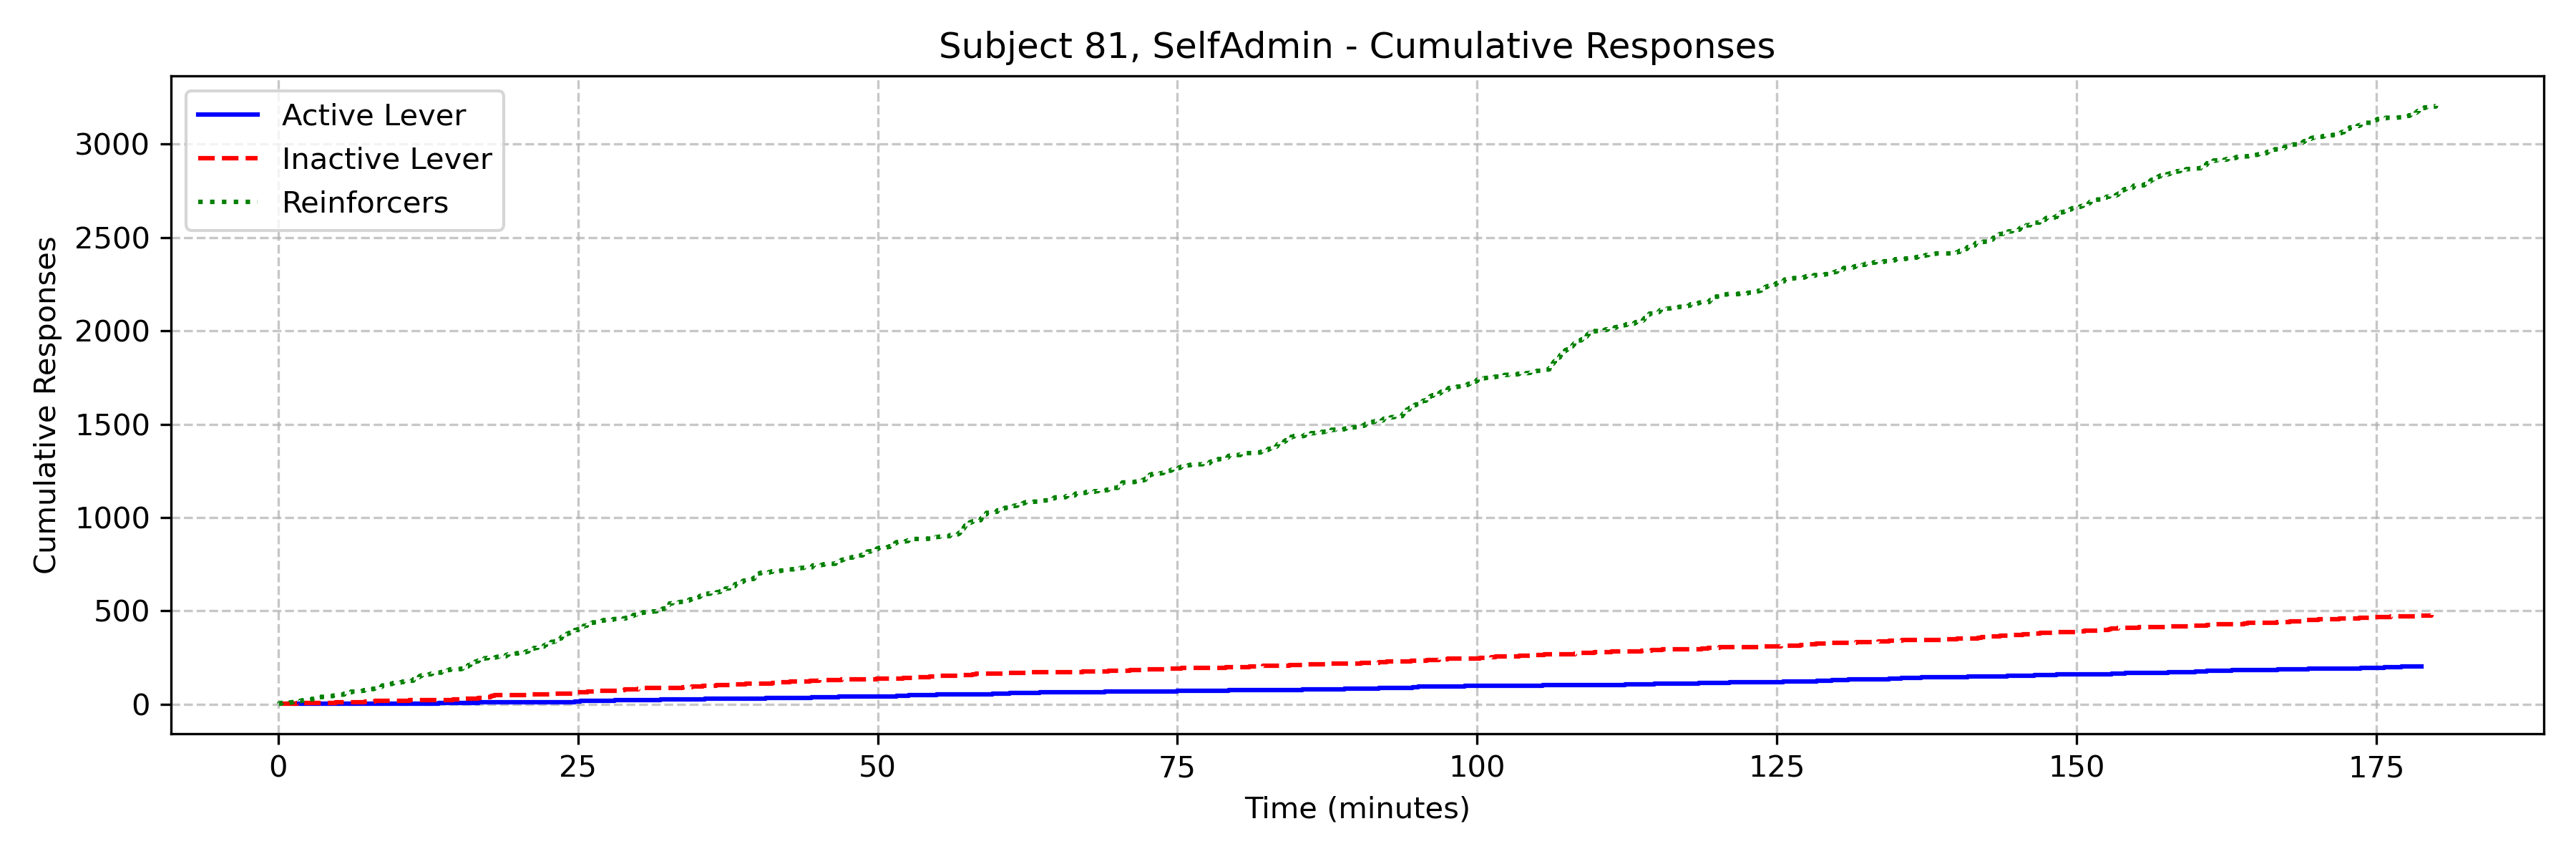 Subject 81, SelfAdmin - Cumulative Responses
Active Lever
Inactive Lever
Reinforcers
Cumulative Responses
3000
2500
2000
1500
1000
500
0
0 25 50 75 100 125 150 175
Time (minutes)